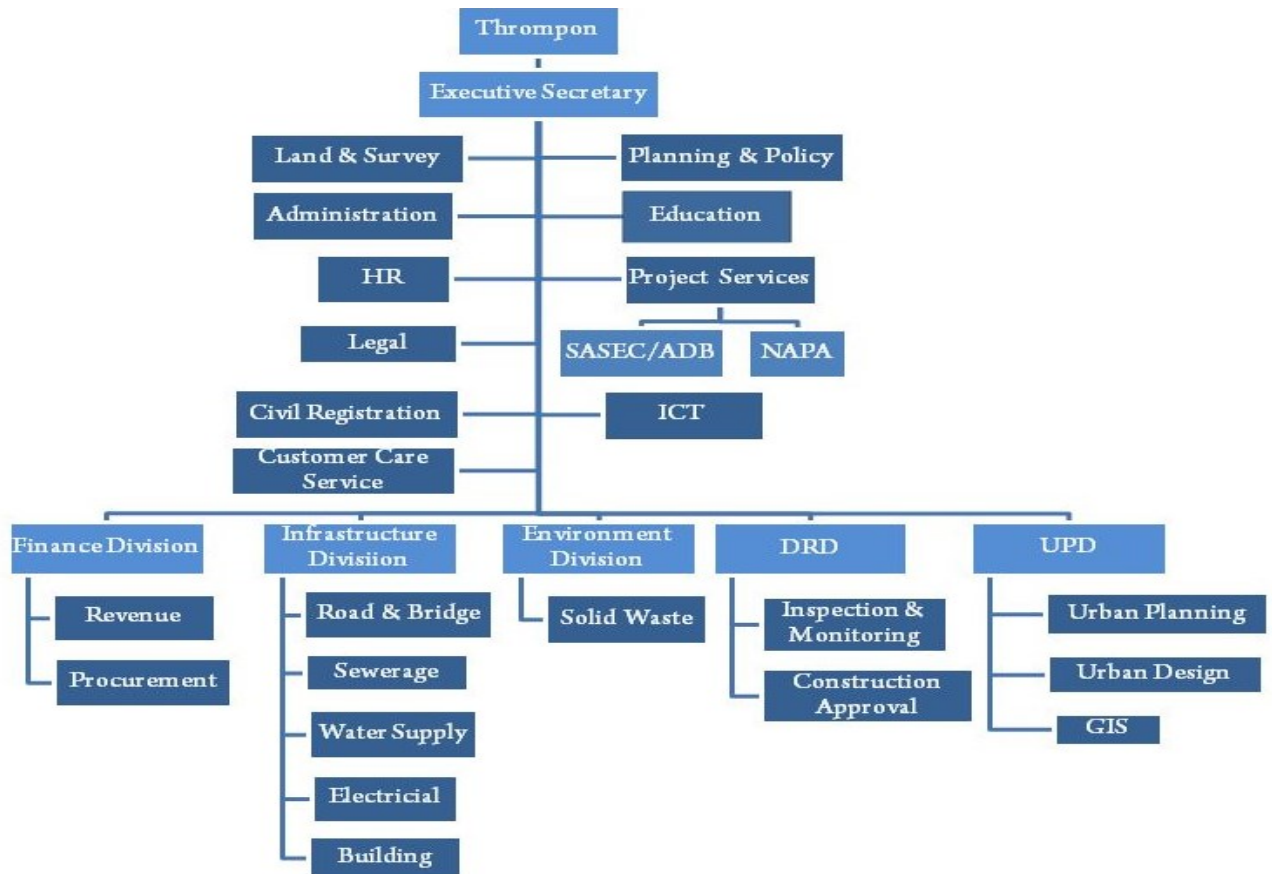 Thrompon
Executive Secretary
Land & Survey
Planning & Policy
Administration
Education
HR
Project Services
Legal
SASEC/ADB
NAPA
Civil Registration
ICT
Customer Care
Service
Finance Division
Infrastructure
Divisiion
Environment
Division
DRD
UPD
Revenue
Procurement
Road & Bridge
Sewerage
Water Supply
Electricial
Building
Solid Waste
Inspection &
Monitoring
Construction
Approval
Urban Planning
Urban Design
GIS